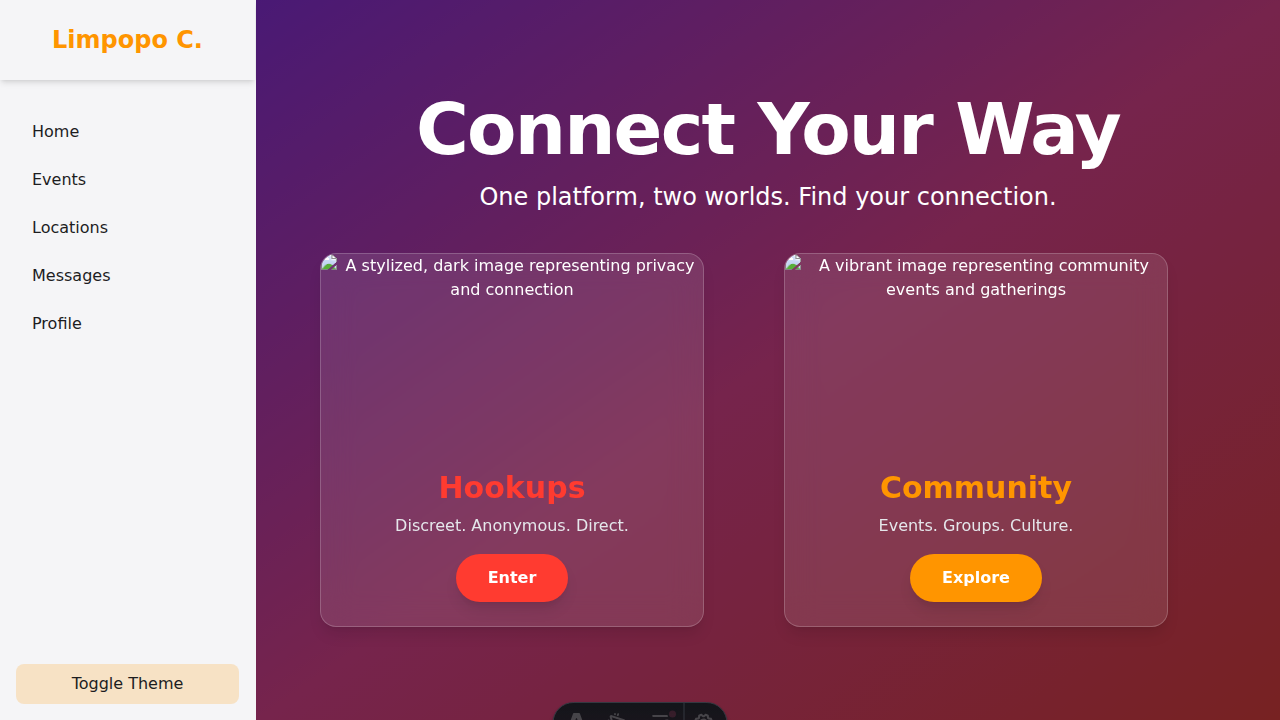 Limpopo C.
Home
Events
Locations
Messages
Profile
Toggle Theme
Connect Your Way
One platform, two worlds. Find your connection.
A stylized, dark image representing privacy
and connection
Hookups
Discreet. Anonymous. Direct.
Enter
A vibrant image representing community
events and gatherings
Community
Events. Groups. Culture.
Explore